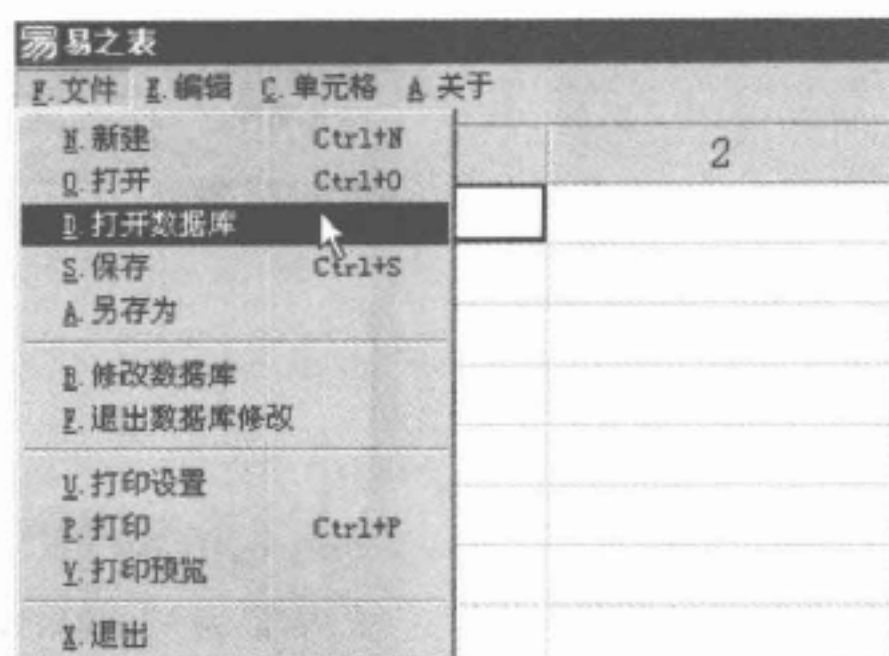 易之表
F.文件 E.编辑 C.单元格 A 关于
N.新建 Ctrl+N
2
O.打开 Ctrl+O
D.打开数据库
S.保存 Ctrl+S
A.另存为
R.修改数据库
F.退出数据库修改
U.打印设置
P.打印 Ctrl+P
V.打印预览
X.退出